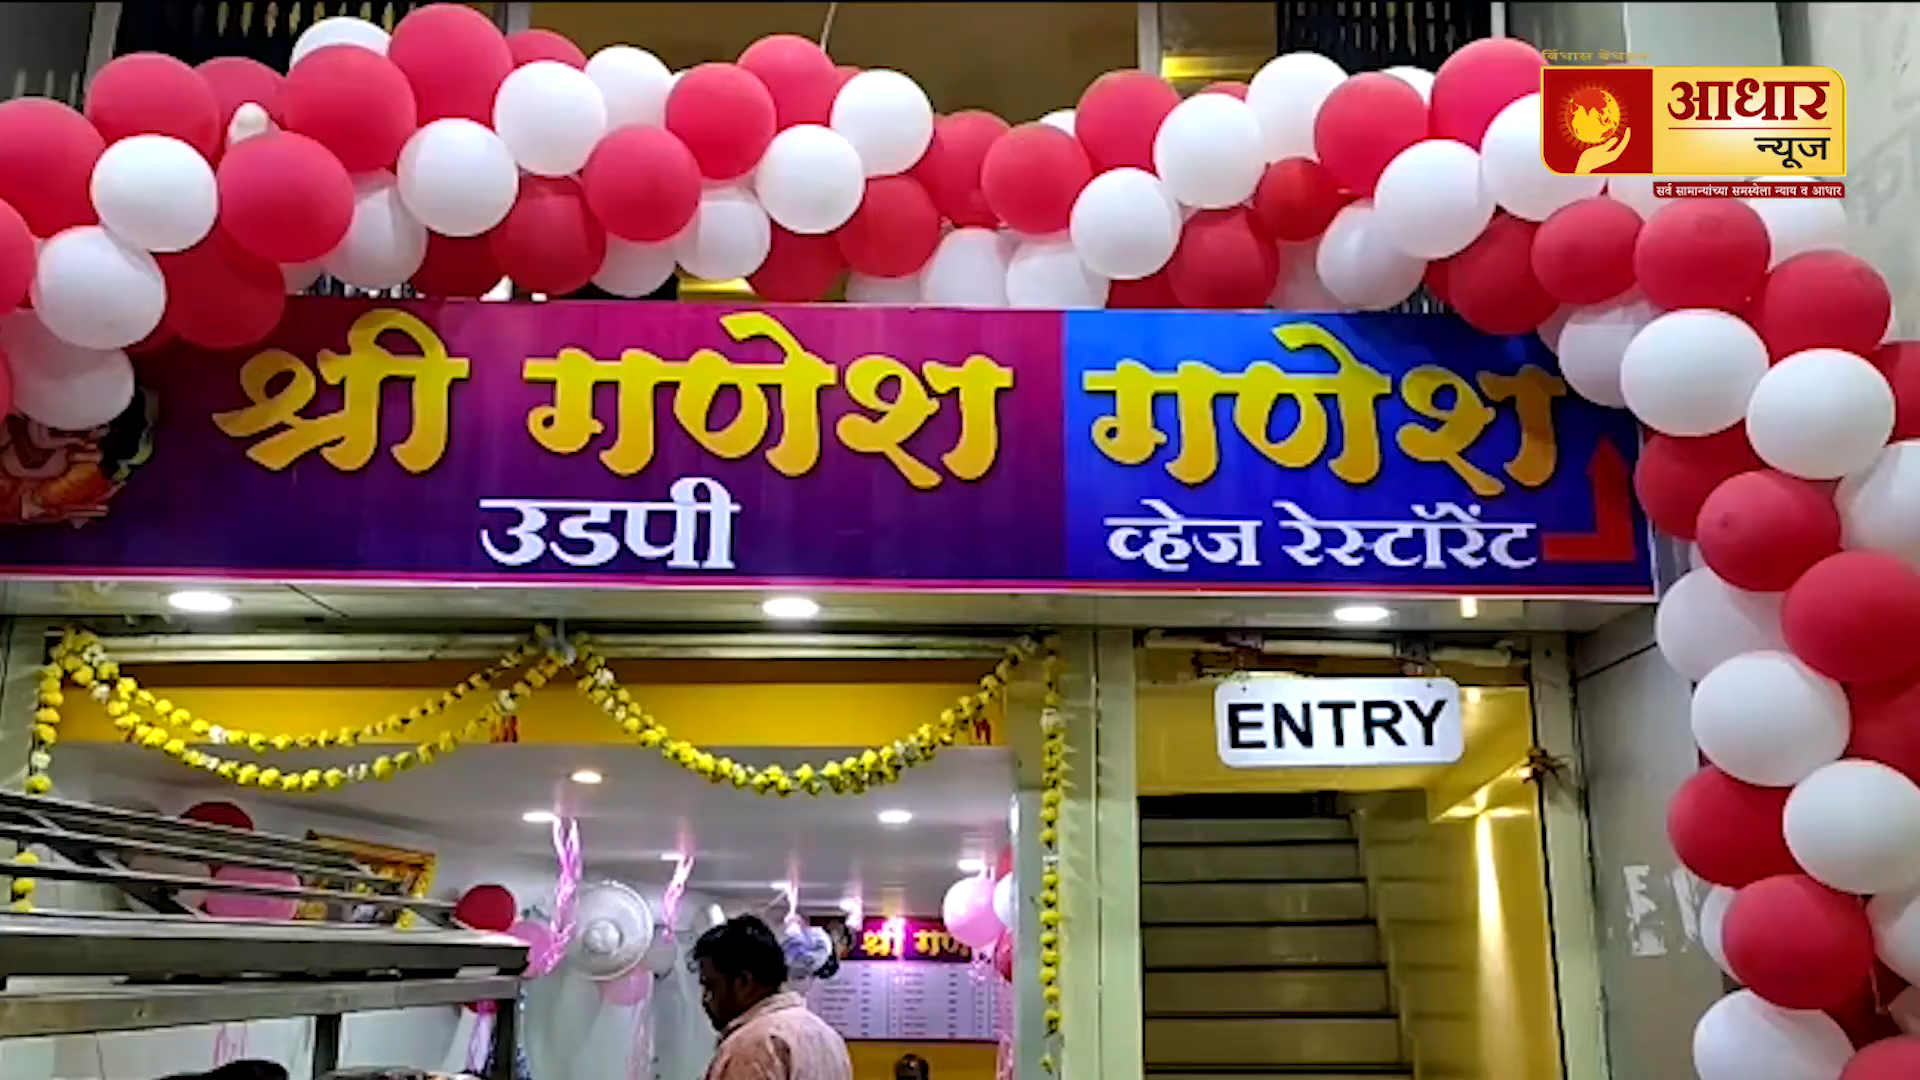 आधार
न्यूज
सर्व सामान्यांच्या समस्येला न्याय व आधार
श्री गणेश
उडपी
गणेश
व्हेज रेस्टॉरेंट
ENTRY
श्री